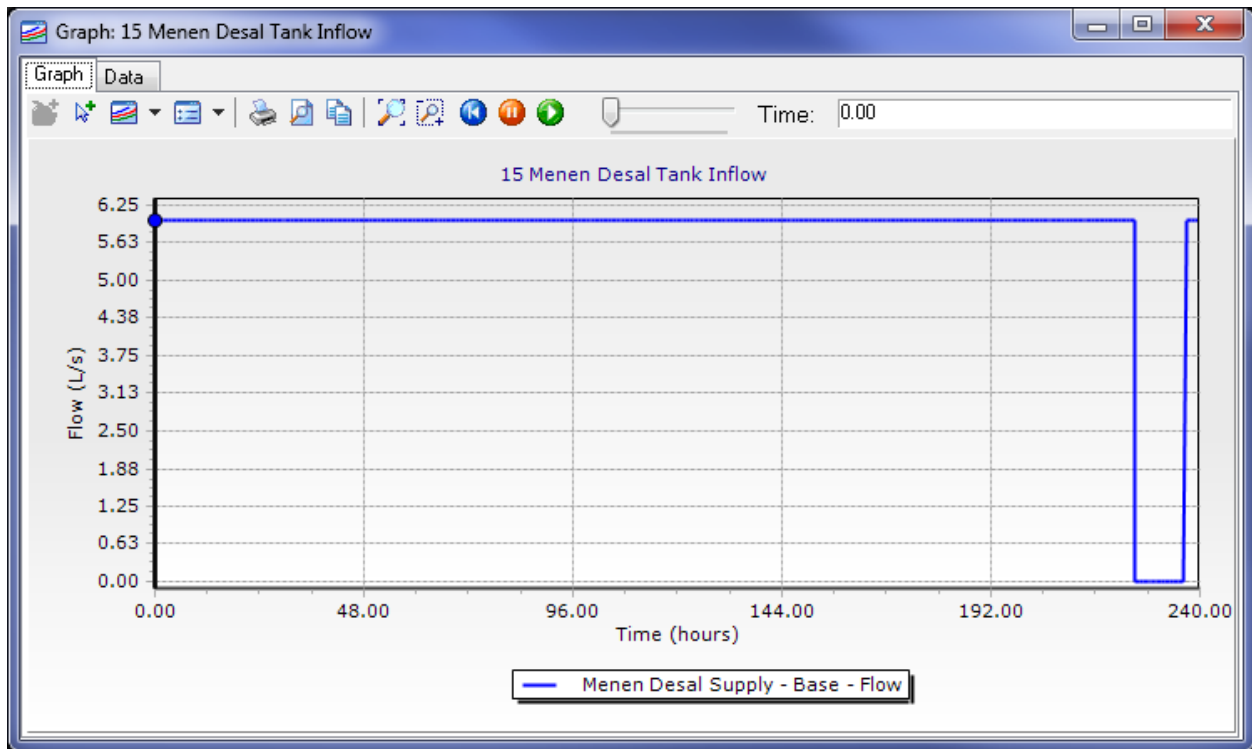 Graph: 15 Menen Desal Tank Inflow
Graph Data
Time: 0.00
15 Menen Desal Tank Inflow
6.25
5.63
5.00
4.38
3.75
3.13
2.50
1.88
1.25
0.63
0.00
Flow (L/s)
0.00 48.00 96.00 144.00 192.00 240.00
Time (hours)
Menen Desal Supply - Base - Flow